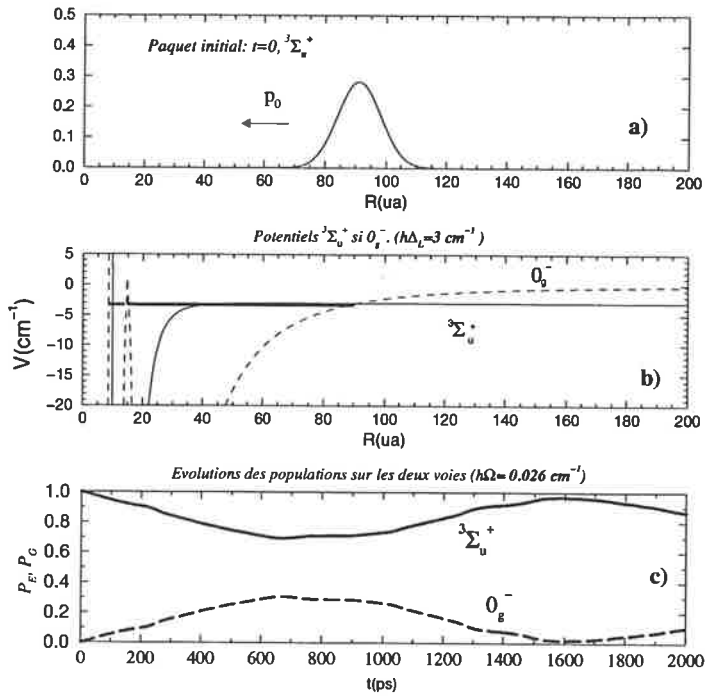 0.5
0.4
0.3
0.2
0.1
0.0
Paquet initial: t=0, ³Σᵤ⁺
p₀
a)
0 20 40 60 80 100 120 140 160 180 200
R(ua)
Potentiels ³Σᵤ⁺ si 0g⁻. (hΔL=3 cm⁻¹)
5
0
−5
−10
−15
−20
V(cm⁻¹)
0g⁻
³Σᵤ⁺
b)
0 20 40 60 80 100 120 140 160 180 200
R(ua)
Evolutions des populations sur les deux voies (hΩ= 0.026 cm⁻¹)
1.0
0.8
0.6
0.4
0.2
0.0
P_E, P_G
³Σᵤ⁺
c)
0g⁻
0 200 400 600 800 1000 1200 1400 1600 1800 2000
t(ps)